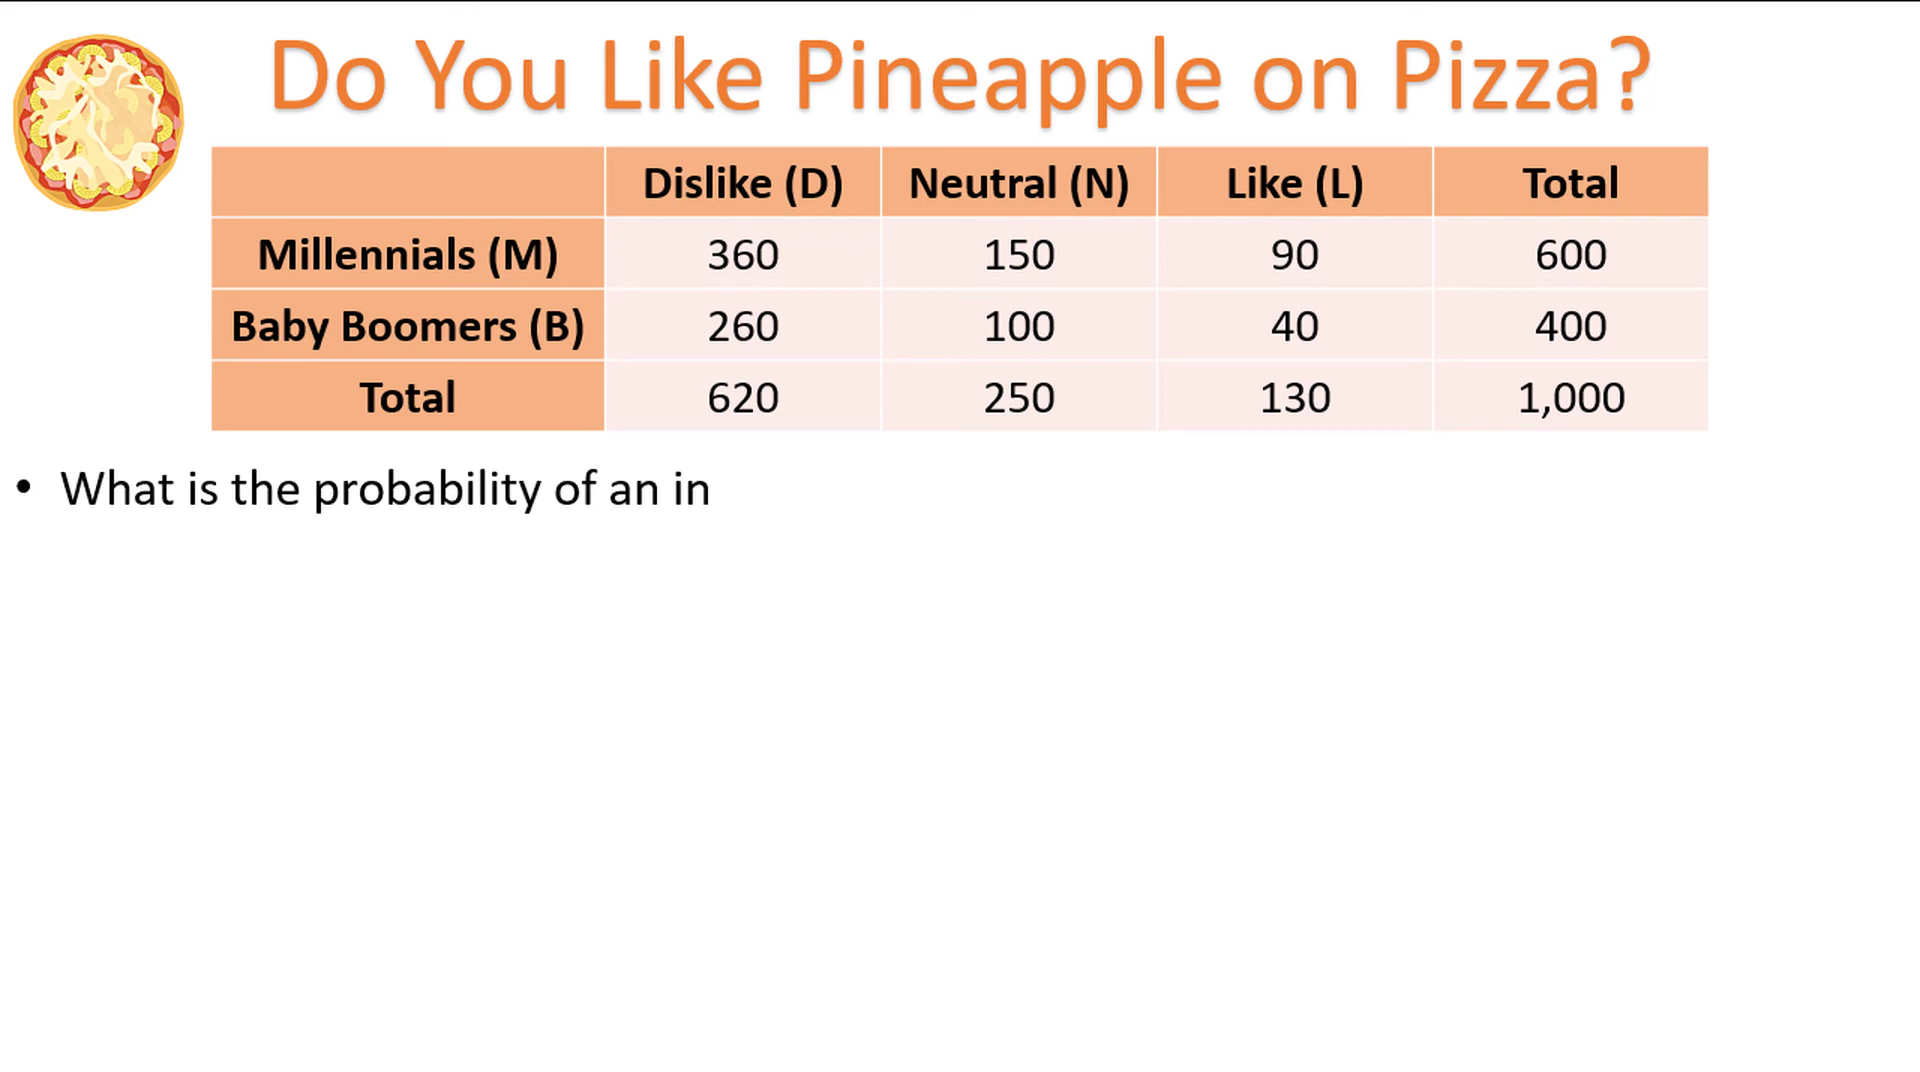 Do You Like Pineapple on Pizza?
Dislike (D) Neutral (N) Like (L) Total
Millennials (M) 360 150 90 600
Baby Boomers (B) 260 100 40 400
Total 620 250 130 1,000
• What is the probability of an in